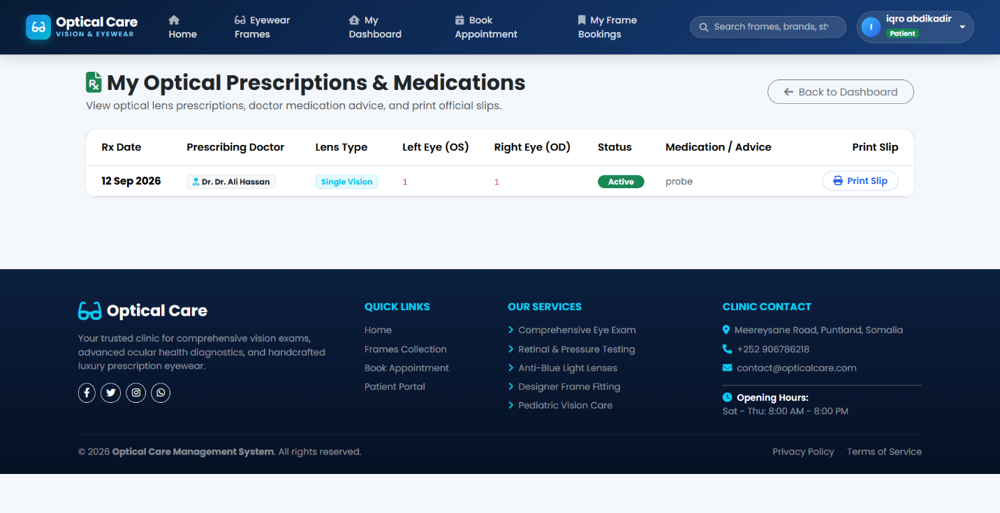 Optical Care
VISION & EYEWEAR
Home
Eyewear Frames
My Dashboard
Book Appointment
My Frame Bookings
Search frames, brands, sty
I
iqro abdikadir
Patient
Rx My Optical Prescriptions & Medications
View optical lens prescriptions, doctor medication advice, and print official slips.
Back to Dashboard
Rx Date Prescribing Doctor Lens Type Left Eye (OS) Right Eye (OD) Status Medication / Advice Print Slip
12 Sep 2026 Dr. Dr. Ali Hassan Single Vision 1 1 Active probe Print Slip
Optical Care
Your trusted clinic for comprehensive vision exams,
advanced ocular health diagnostics, and handcrafted
luxury prescription eyewear.
QUICK LINKS
Home
Frames Collection
Book Appointment
Patient Portal
OUR SERVICES
Comprehensive Eye Exam
Retinal & Pressure Testing
Anti-Blue Light Lenses
Designer Frame Fitting
Pediatric Vision Care
CLINIC CONTACT
Meereysane Road, Puntland, Somalia
+252 906786218
contact@opticalcare.com
Opening Hours:
Sat - Thu: 8:00 AM - 8:00 PM
© 2026 Optical Care Management System. All rights reserved.
Privacy Policy Terms of Service